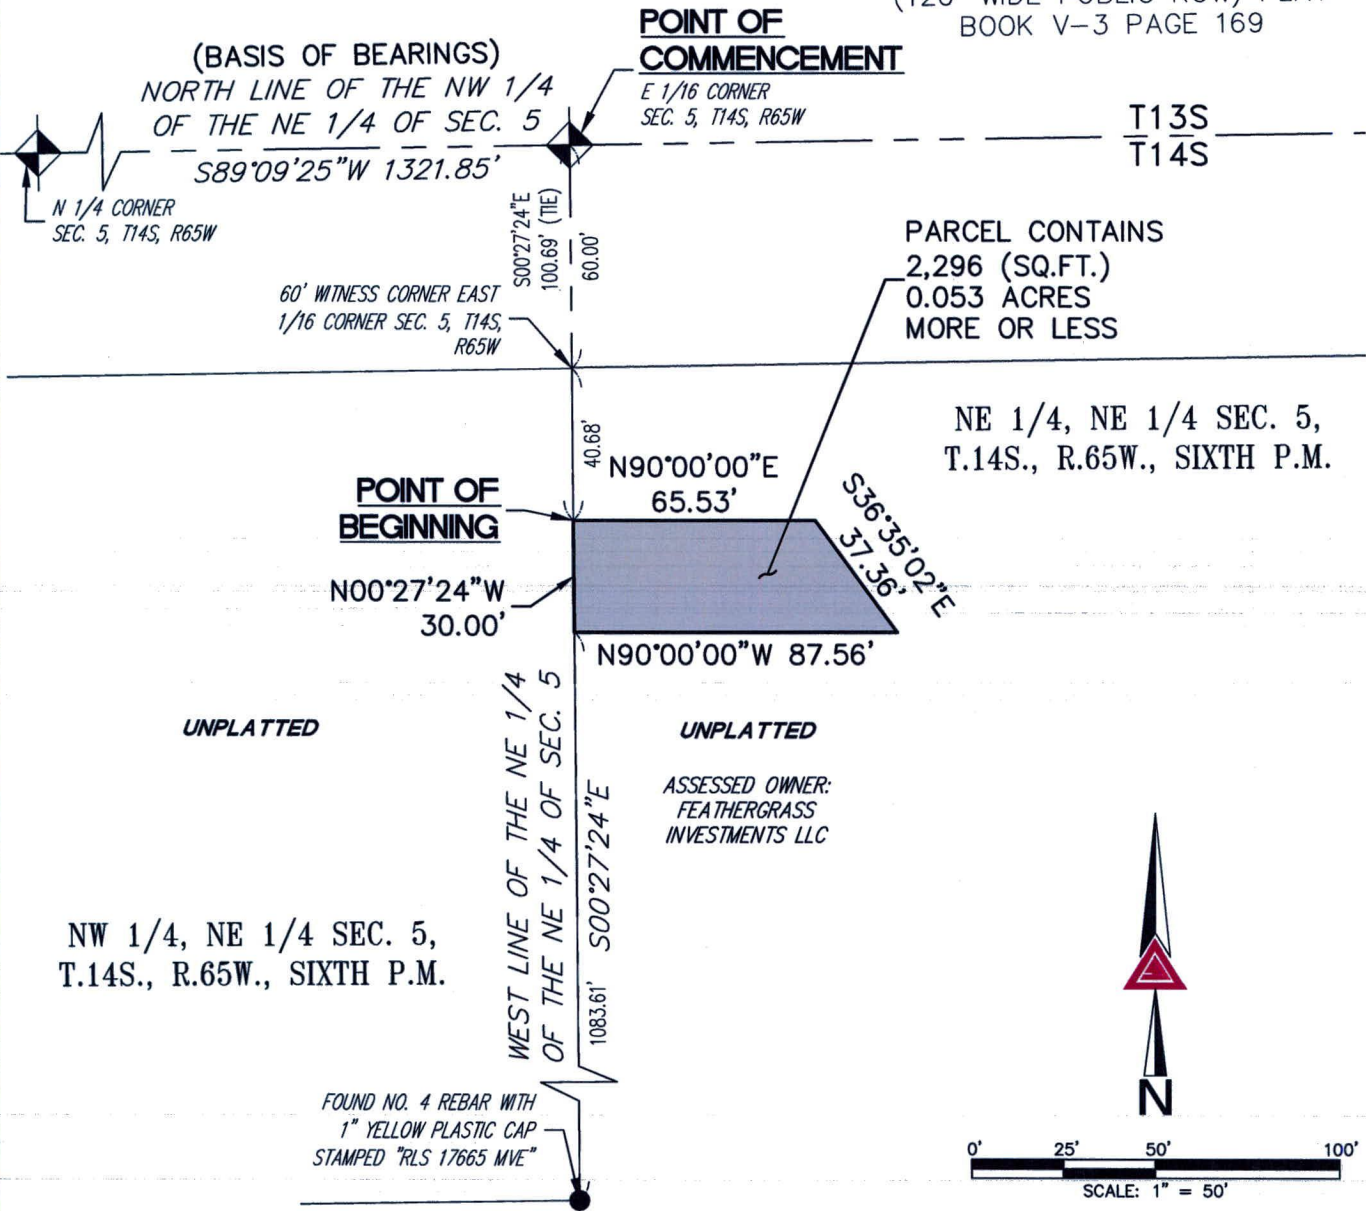 BOOK V-3 PAGE 169
POINT OF
COMMENCEMENT
E 1/16 CORNER
SEC. 5, T14S, R65W
(BASIS OF BEARINGS)
NORTH LINE OF THE NW 1/4
OF THE NE 1/4 OF SEC. 5
S89°09'25"W 1321.85'
T13S
T14S
N 1/4 CORNER
SEC. 5, T14S, R65W
S00°27'24"E
100.69' (TIE)
60.00'
PARCEL CONTAINS
2,296 (SQ.FT.)
0.053 ACRES
MORE OR LESS
60' WITNESS CORNER EAST
1/16 CORNER SEC. 5, T14S,
R65W
NE 1/4, NE 1/4 SEC. 5,
T.14S., R.65W., SIXTH P.M.
40.68'
N90°00'00"E
65.53'
S36°35'02"E
37.36'
POINT OF
BEGINNING
N00°27'24"W
30.00'
N90°00'00"W 87.56'
WEST LINE OF THE NE 1/4
OF THE NE 1/4 OF SEC. 5
1083.61' S00°27'24"E
UNPLATTED
UNPLATTED
ASSESSED OWNER:
FEATHERGRASS
INVESTMENTS LLC
NW 1/4, NE 1/4 SEC. 5,
T.14S., R.65W., SIXTH P.M.
FOUND NO. 4 REBAR WITH
1" YELLOW PLASTIC CAP
STAMPED "RLS 17665 MVE"
N
0' 25' 50' 100'
SCALE: 1" = 50'